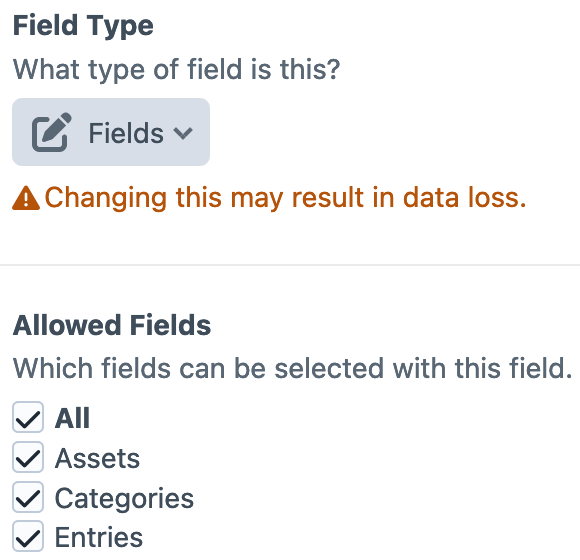 Field Type
What type of field is this?
Fields
Changing this may result in data loss.
Allowed Fields
Which fields can be selected with this field.
All
Assets
Categories
Entries